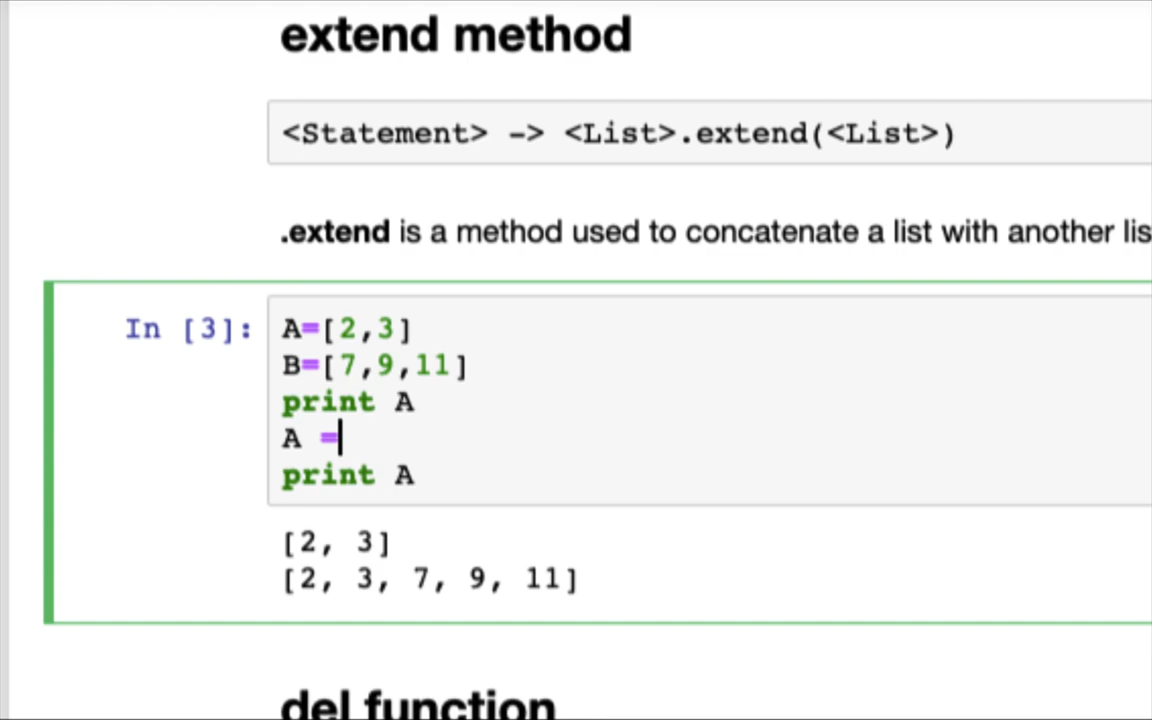 extend method
<Statement> -> <List>.extend(<List>)
.extend is a method used to concatenate a list with another lis
In [3]:
A=[2,3]
B=[7,9,11]
print A
A =
print A
[2, 3]
[2, 3, 7, 9, 11]
del function